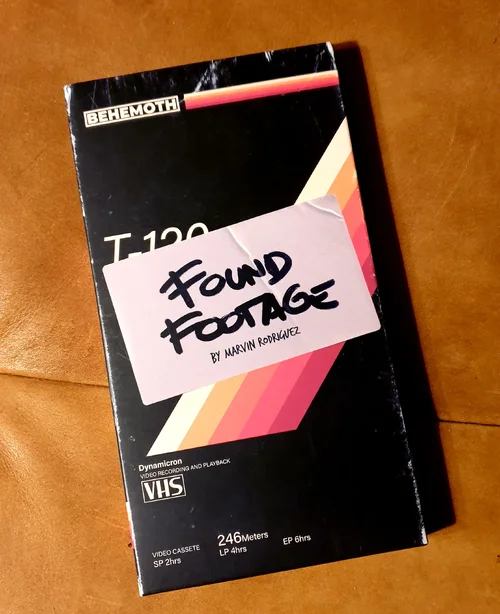 BEHEMOTH
T-120
FOUND
FOOTAGE
BY MARVIN RODRIGUEZ
Dynamicron
VIDEO RECORDING AND PLAYBACK
VHS
VIDEO CASSETE
SP 2hrs
246Meters
LP 4hrs
EP 6hrs